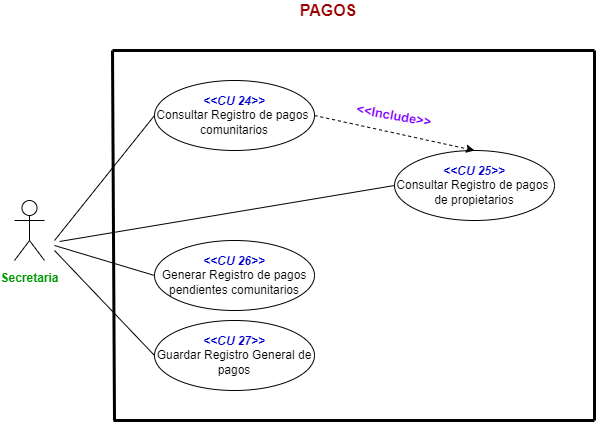 PAGOS
<<CU 24>>
Consultar Registro de pagos
comunitarios
<<Include>>
<<CU 25>>
Consultar Registro de pagos
de propietarios
Secretaria
<<CU 26>>
Generar Registro de pagos
pendientes comunitarios
<<CU 27>>
Guardar Registro General de
pagos